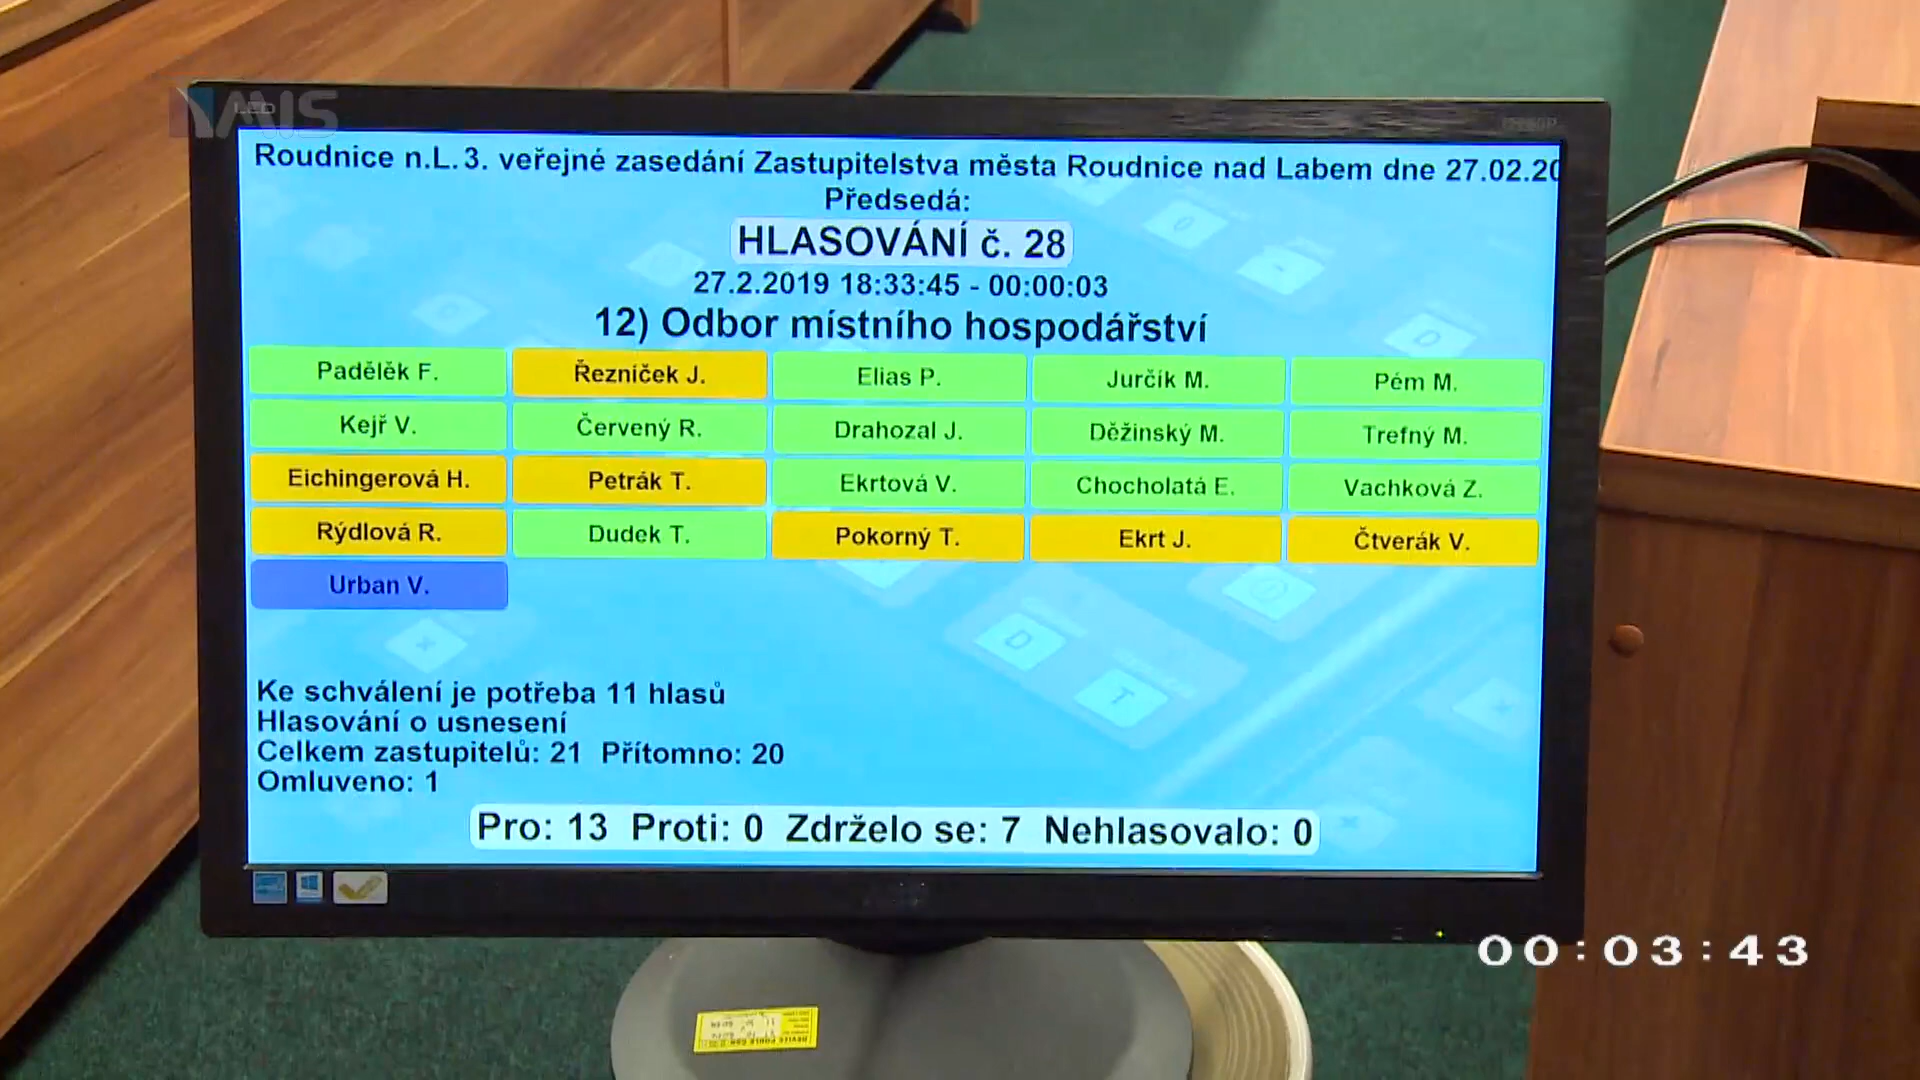 MIS
LED
Roudnice n.L. 3. veřejné zasedání Zastupitelstva města Roudnice nad Labem dne 27.02.20
Předsedá:
HLASOVÁNÍ č. 28
27.2.2019 18:33:45 - 00:00:03
12) Odbor místního hospodářství
Padělěk F. Řezníček J. Elias P. Jurčík M. Pém M.
Kejř V. Červený R. Drahozal J. Děžinský M. Trefný M.
Eichingerová H. Petrák T. Ekrtová V. Chocholatá E. Vachková Z.
Rýdlová R. Dudek T. Pokorný T. Ekrt J. Čtverák V.
Urban V.
Ke schválení je potřeba 11 hlasů
Hlasování o usnesení
Celkem zastupitelů: 21 Přítomno: 20
Omluveno: 1
Pro: 13 Proti: 0 Zdrželo se: 7 Nehlasovalo: 0
00:03:43